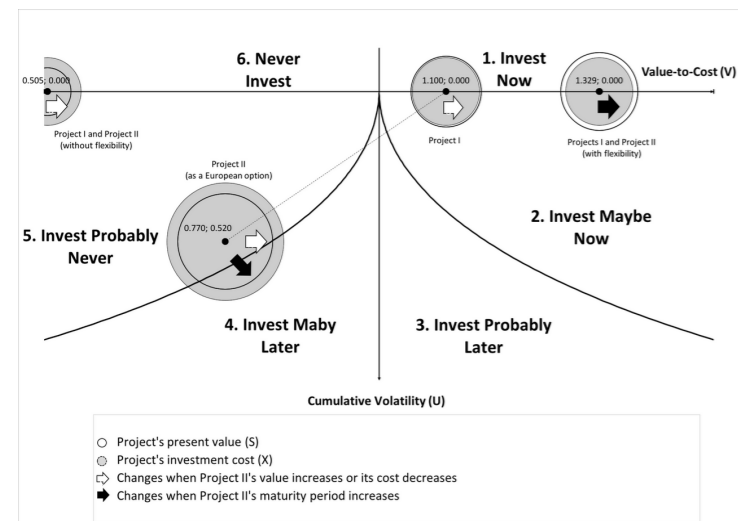 6. Never
Invest
1. Invest
Now
Value-to-Cost (V)
0.505; 0.000
1.100; 0.000
1.329; 0.000
Project I and Project II
(without flexibility)
Project I
Projects I and Project II
(with flexibility)
Project II
(as a European option)
0.770; 0.520
5. Invest Probably
Never
2. Invest Maybe
Now
4. Invest Maby
Later
3. Invest Probably
Later
Cumulative Volatility (U)
Project's present value (S)
Project's investment cost (X)
Changes when Project II's value increases or its cost decreases
Changes when Project II's maturity period increases